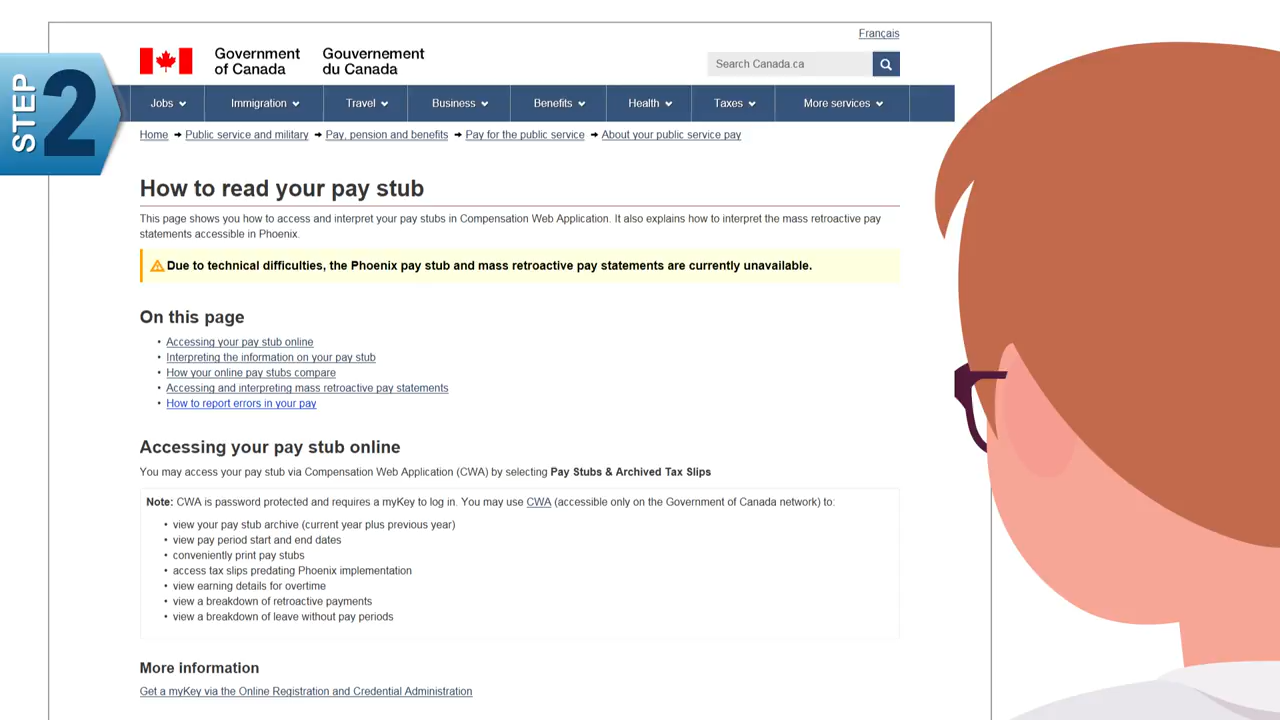 STEP 2
Français
Government of Canada
Gouvernement du Canada
Search Canada.ca
Jobs Immigration Travel Business Benefits Health Taxes More services
Home Public service and military Pay, pension and benefits Pay for the public service About your public service pay
How to read your pay stub
This page shows you how to access and interpret your pay stubs in Compensation Web Application. It also explains how to interpret the mass retroactive pay
statements accessible in Phoenix.
Due to technical difficulties, the Phoenix pay stub and mass retroactive pay statements are currently unavailable.
On this page
• Accessing your pay stub online
• Interpreting the information on your pay stub
• How your online pay stubs compare
• Accessing and interpreting mass retroactive pay statements
• How to report errors in your pay
Accessing your pay stub online
You may access your pay stub via Compensation Web Application (CWA) by selecting Pay Stubs & Archived Tax Slips
Note: CWA is password protected and requires a myKey to log in. You may use CWA (accessible only on the Government of Canada network) to:
• view your pay stub archive (current year plus previous year)
• view pay period start and end dates
• conveniently print pay stubs
• access tax slips predating Phoenix implementation
• view earning details for overtime
• view a breakdown of retroactive payments
• view a breakdown of leave without pay periods
More information
Get a myKey via the Online Registration and Credential Administration